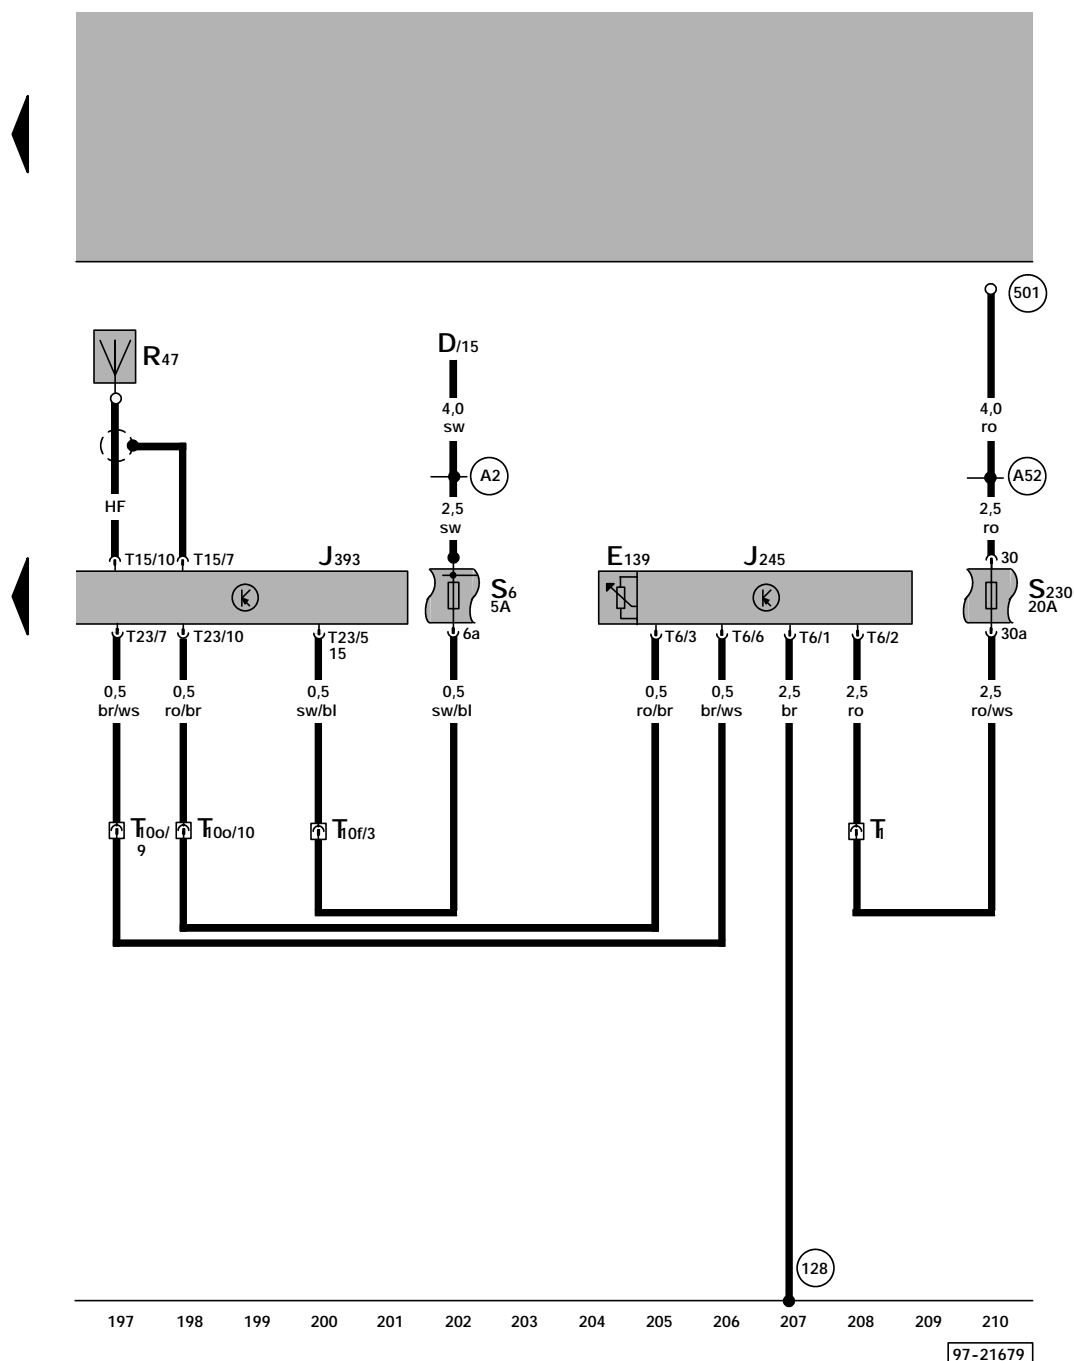 501
R47
D/15
4,0
sw
4,0
ro
A2
A52
HF
2,5
sw
2,5
ro
T15/10
T15/7
J393
E139
J245
30
S6
5A
S230
20A
T23/7
T23/10
T23/5
15
6a
T6/3
T6/6
T6/1
T6/2
30a
0,5
br/ws
0,5
ro/br
0,5
sw/bl
0,5
sw/bl
0,5
ro/br
0,5
br/ws
2,5
br
2,5
ro
2,5
ro/ws
T10o/
9
T10o/10
T10f/3
T1
128
197 198 199 200 201 202 203 204 205 206 207 208 209 210
97-21679